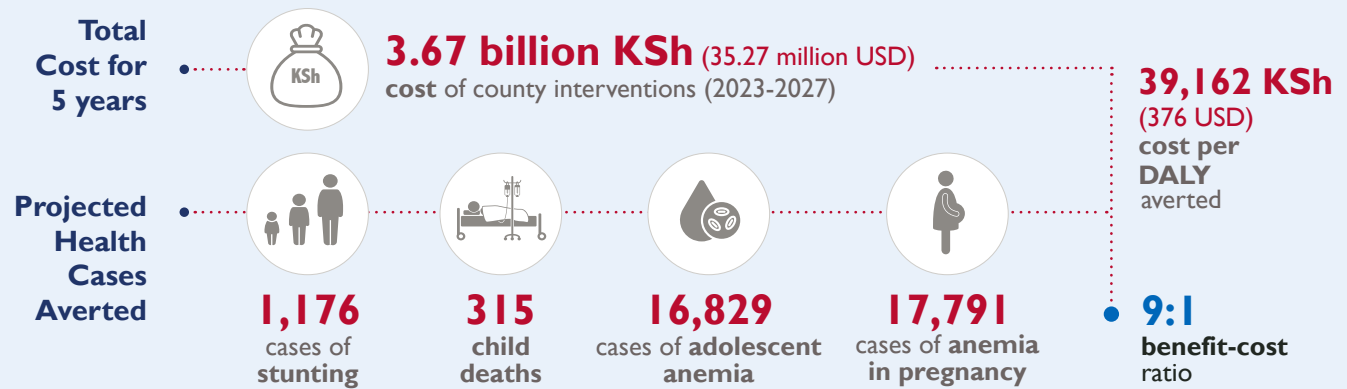 Total
Cost for
5 years
KSh
3.67 billion KSh (35.27 million USD)
cost of county interventions (2023-2027)
39,162 KSh
(376 USD)
cost per
DALY
averted
Projected
Health
Cases
Averted
1,176
cases of
stunting
315
child
deaths
16,829
cases of adolescent
anemia
17,791
cases of anemia
in pregnancy
9:1
benefit-cost
ratio